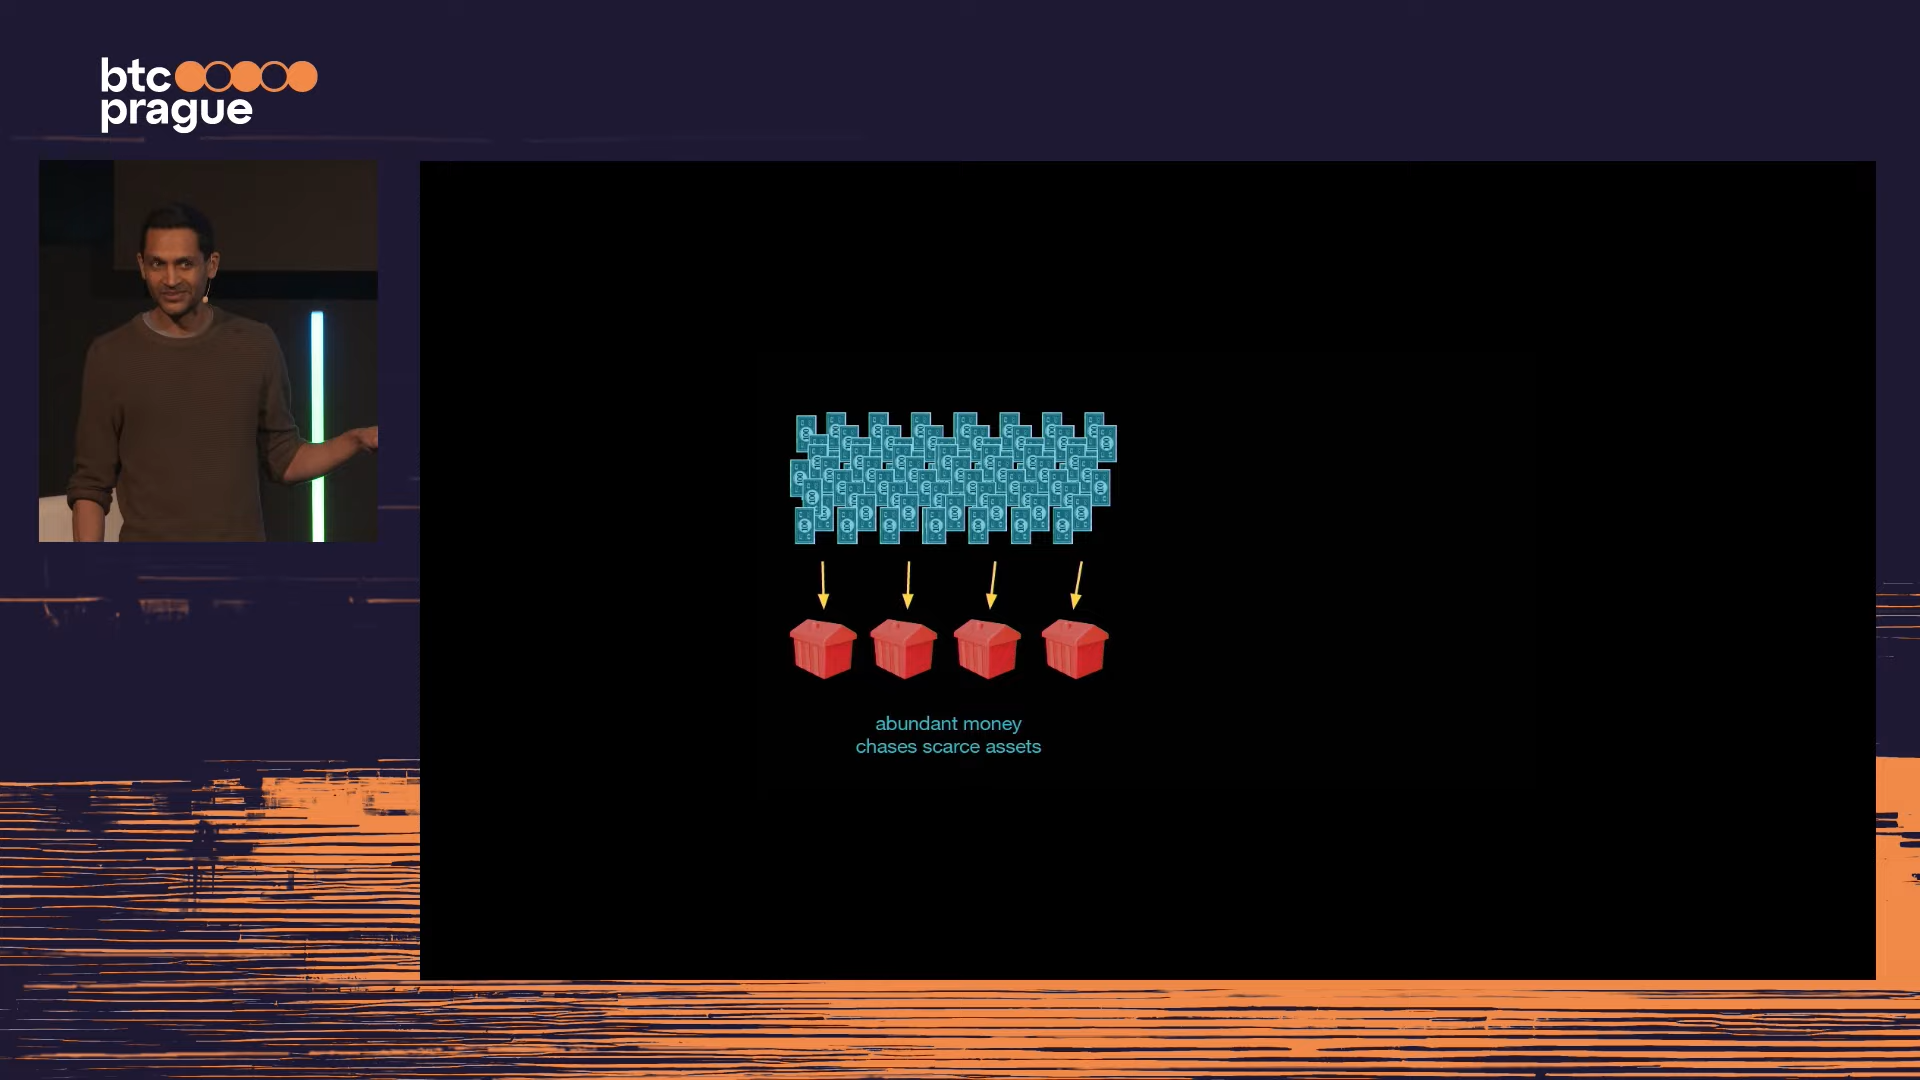 btc
prague
abundant money
chases scarce assets